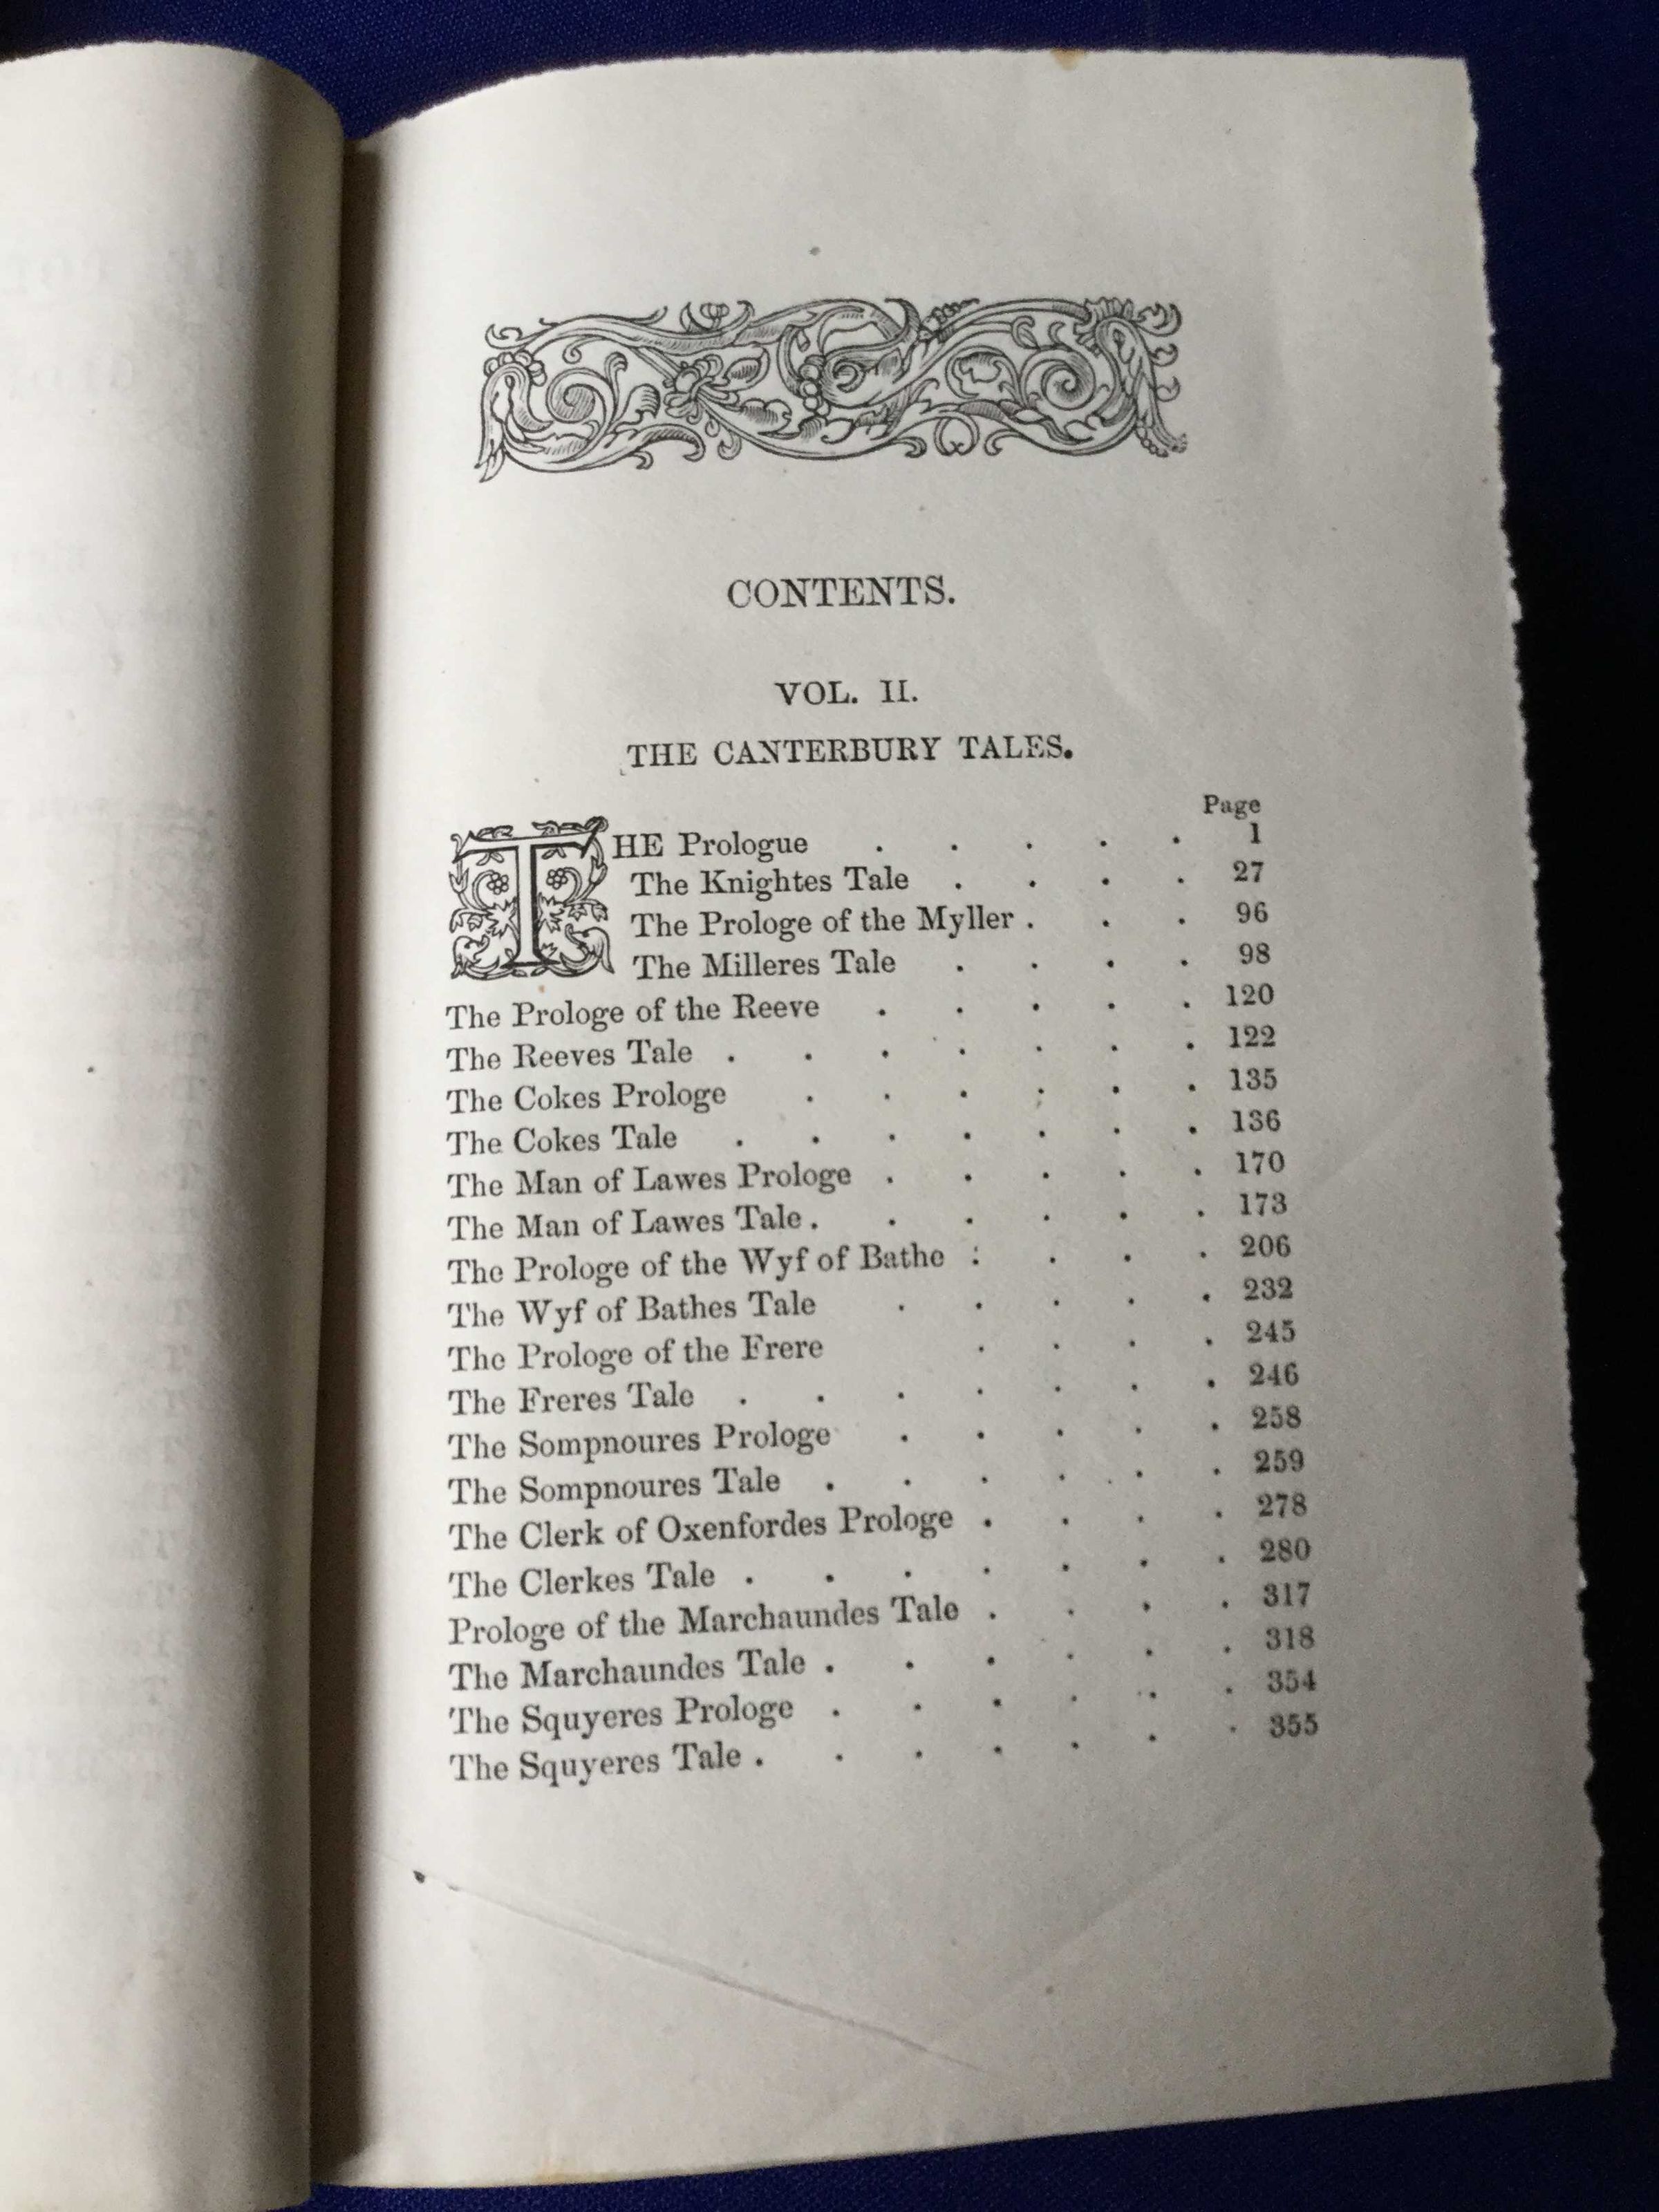 CONTENTS.
VOL. II.
THE CANTERBURY TALES.
Page
THE Prologue . . . . . 1
The Knightes Tale . . . . 27
The Prologe of the Myller . . . 96
The Milleres Tale . . . . 98
The Prologe of the Reeve . . . . . 120
The Reeves Tale . . . . . . . 122
The Cokes Prologe . . . . . . 135
The Cokes Tale . . . . . . . 136
The Man of Lawes Prologe . . . . . 170
The Man of Lawes Tale . . . . . . 173
The Prologe of the Wyf of Bathe : . . . 206
The Wyf of Bathes Tale . . . . . 232
The Prologe of the Frere . . . . 245
The Freres Tale . . . . . . . 246
The Sompnoures Prologe . . . . . 258
The Sompnoures Tale . . . . . . 259
The Clerk of Oxenfordes Prologe . . . . 278
The Clerkes Tale . . . . . . . 280
Prologe of the Marchaundes Tale . . . . 317
The Marchaundes Tale . . . . . . 318
The Squyeres Prologe . . . . . . 354
The Squyeres Tale . . . . . . . 355